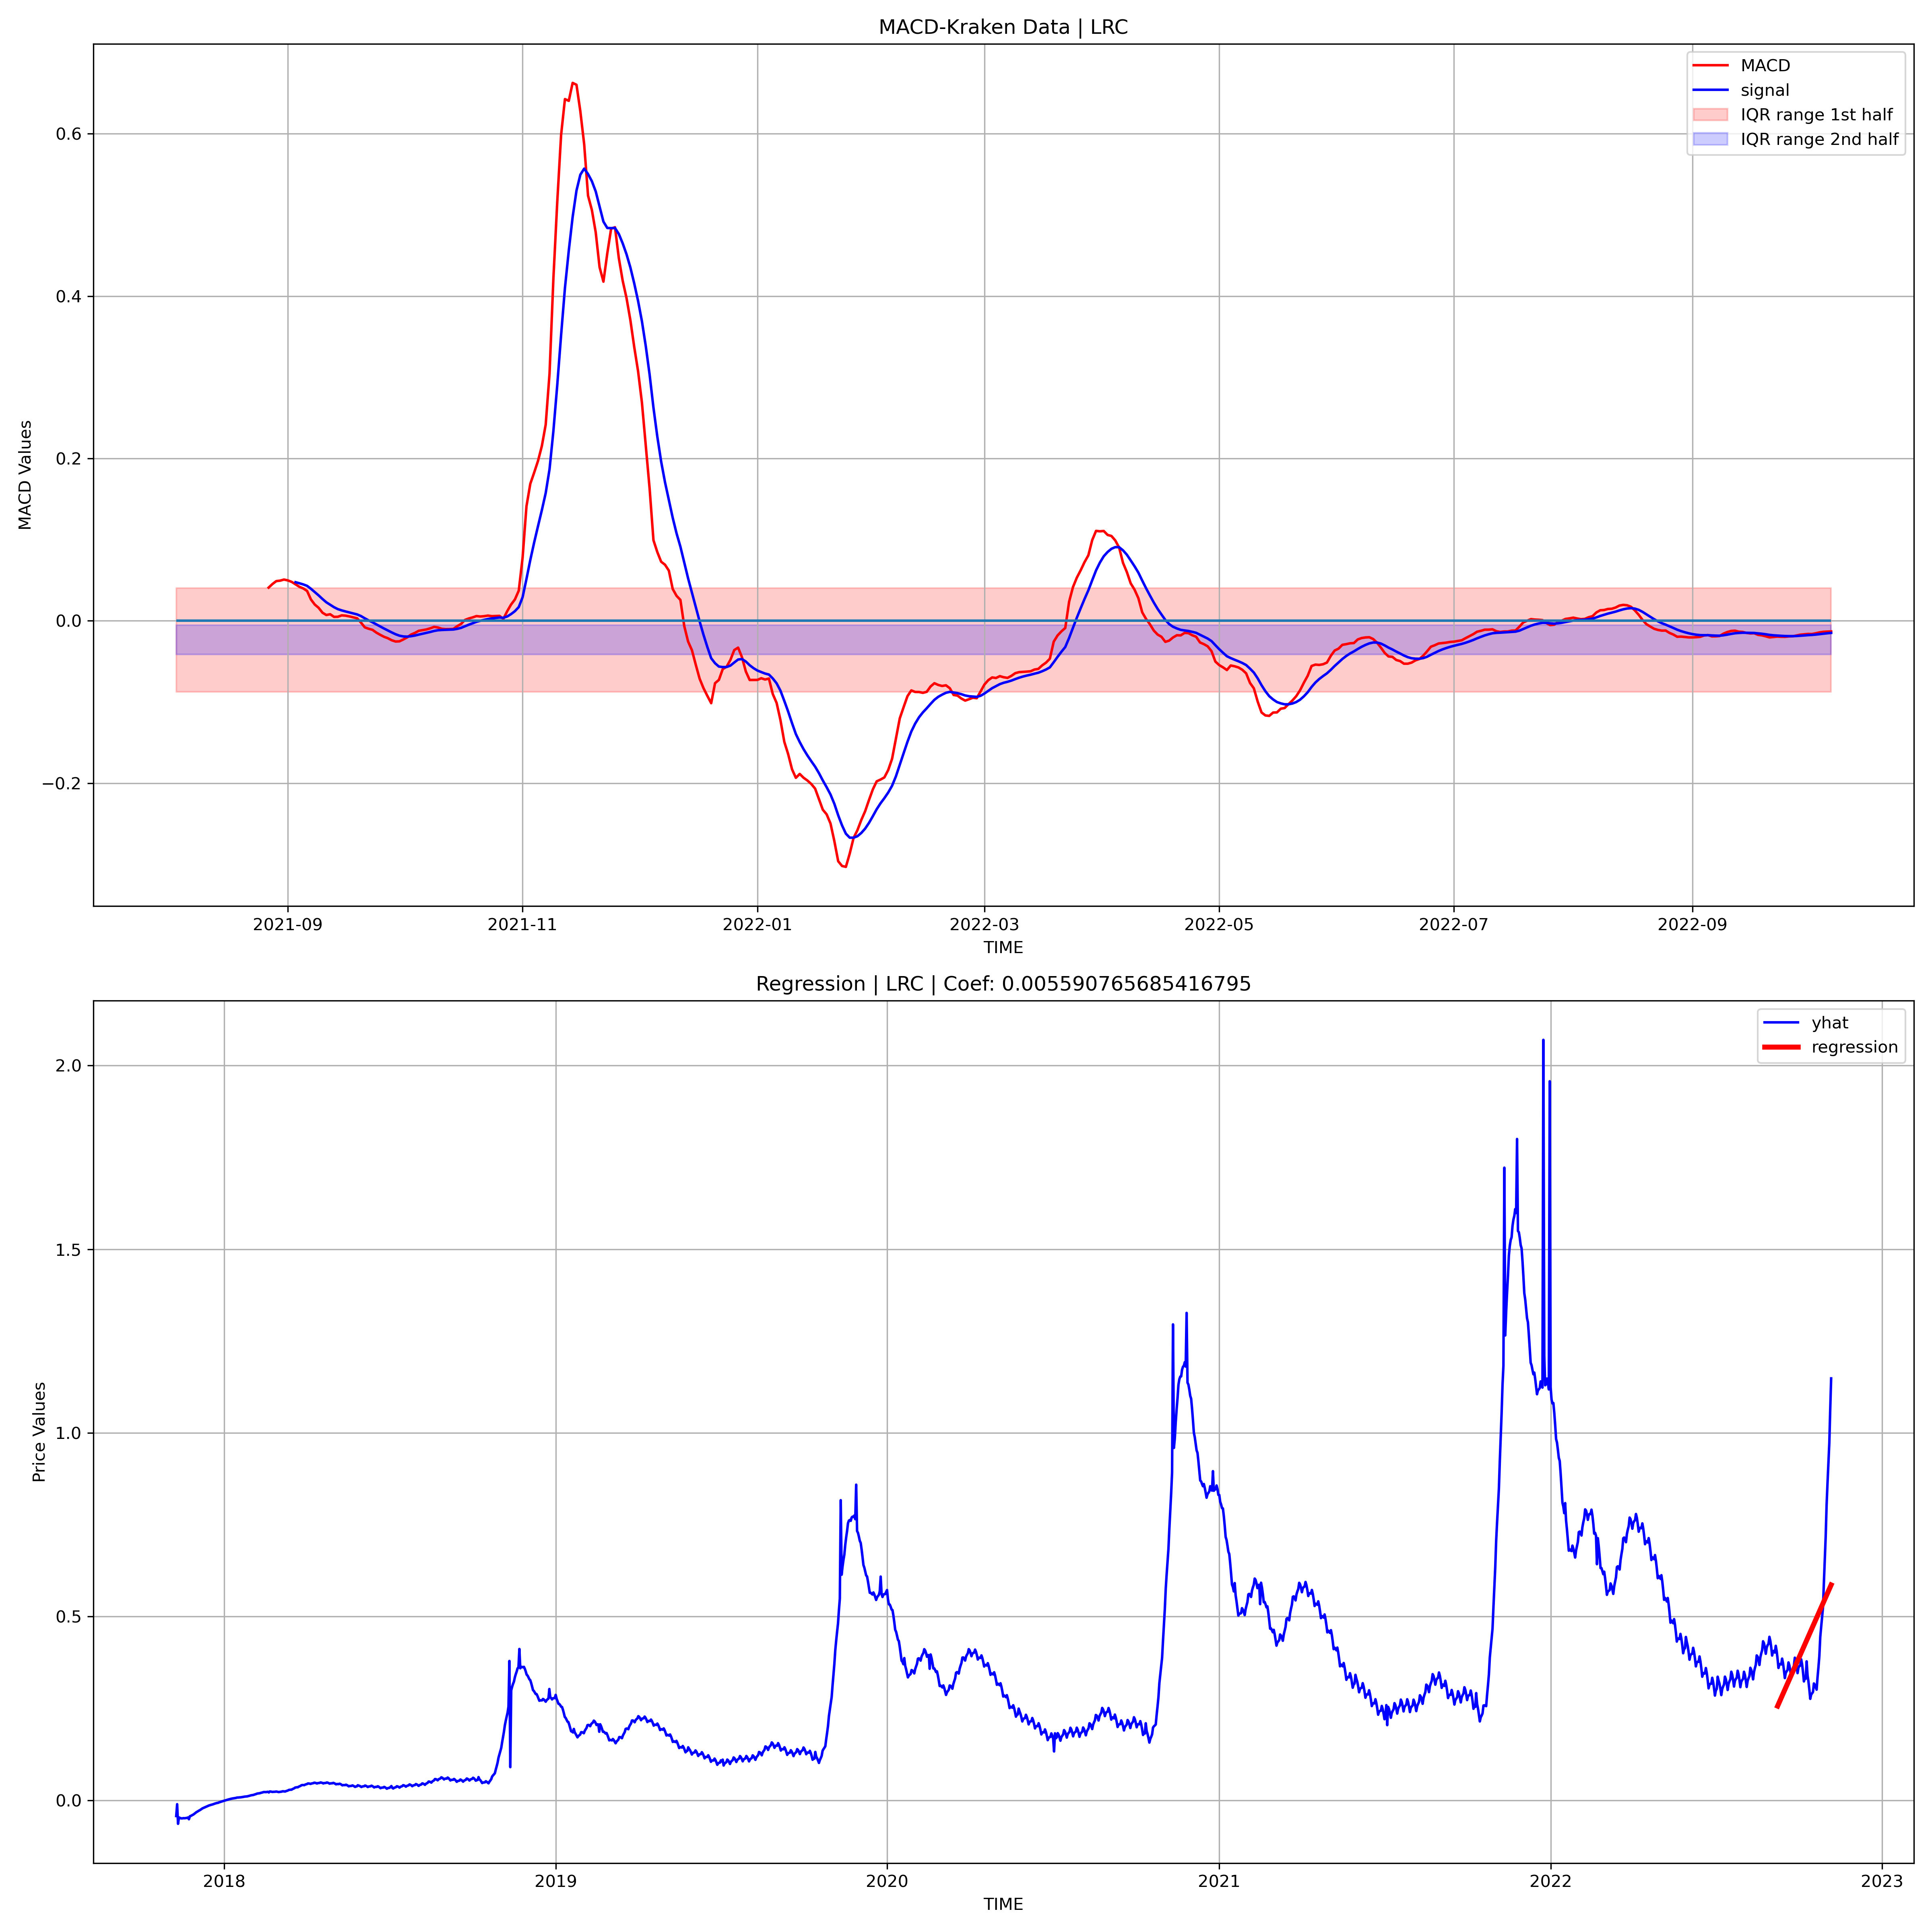 MACD-Kraken Data | LRC
MACD
signal
IQR range 1st half
IQR range 2nd half
MACD Values
0.6
0.4
0.2
0.0
−0.2
2021-09
2021-11
2022-01
2022-03
2022-05
2022-07
2022-09
TIME
Regression | LRC | Coef: 0.005590765685416795
yhat
regression
Price Values
2.0
1.5
1.0
0.5
0.0
2018
2019
2020
2021
2022
2023
TIME